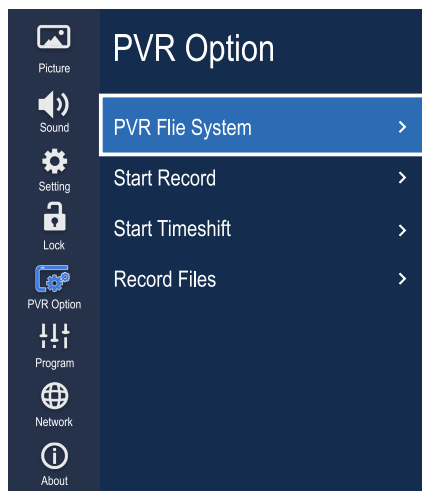 Picture
Sound
Setting
Lock
PVR Option
Program
Network
About
PVR Option
PVR Flie System
Start Record
Start Timeshift
Record Files